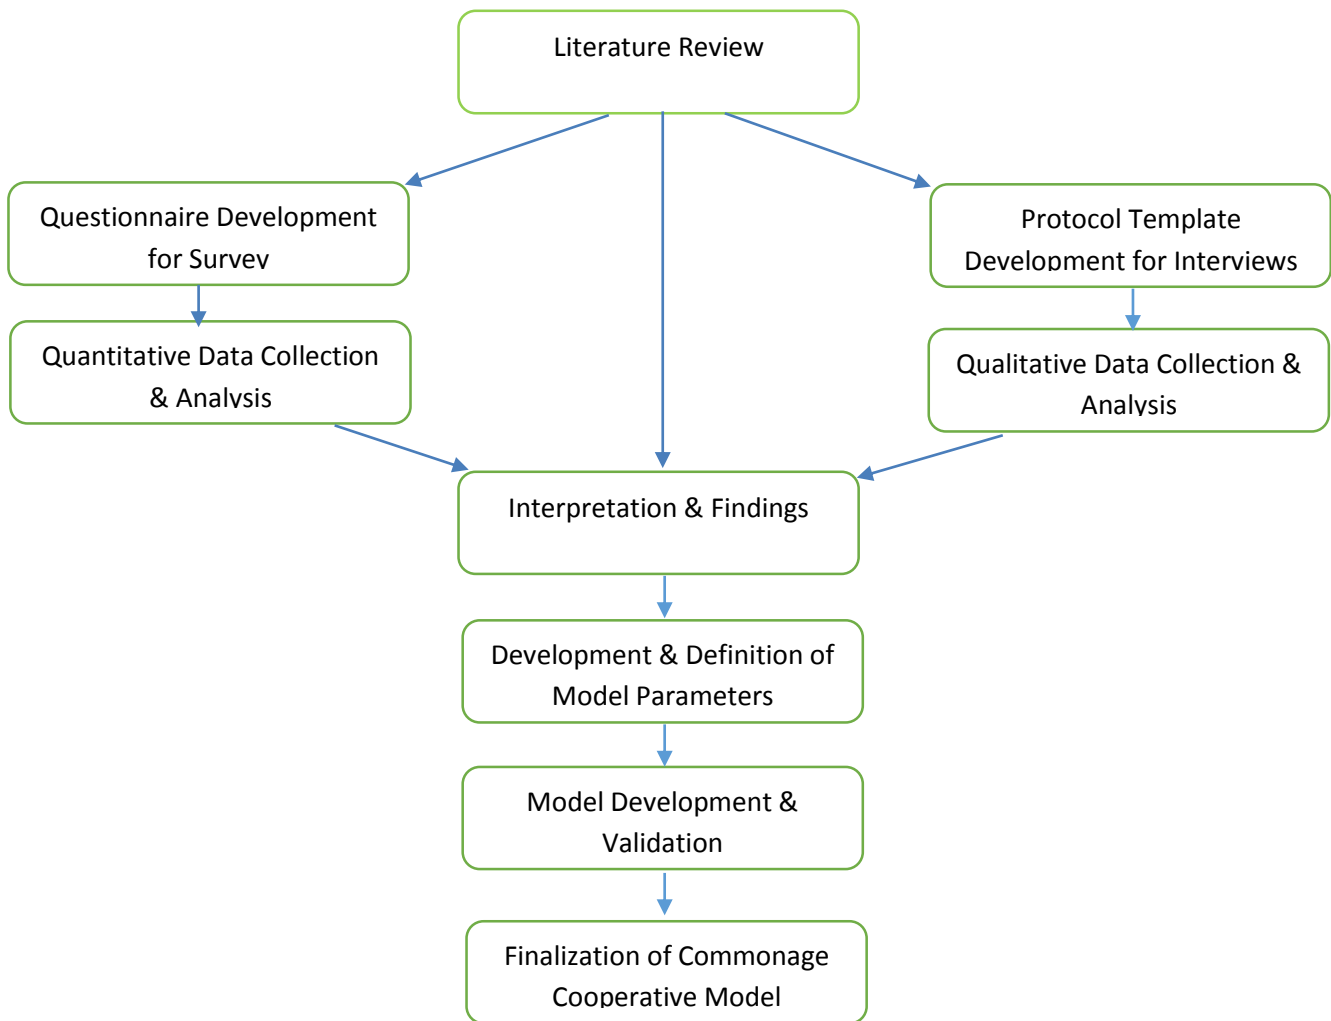 Literature Review
Questionnaire Development
for Survey
Protocol Template
Development for Interviews
Quantitative Data Collection
& Analysis
Qualitative Data Collection &
Analysis
Interpretation & Findings
Development & Definition of
Model Parameters
Model Development &
Validation
Finalization of Commonage
Cooperative Model